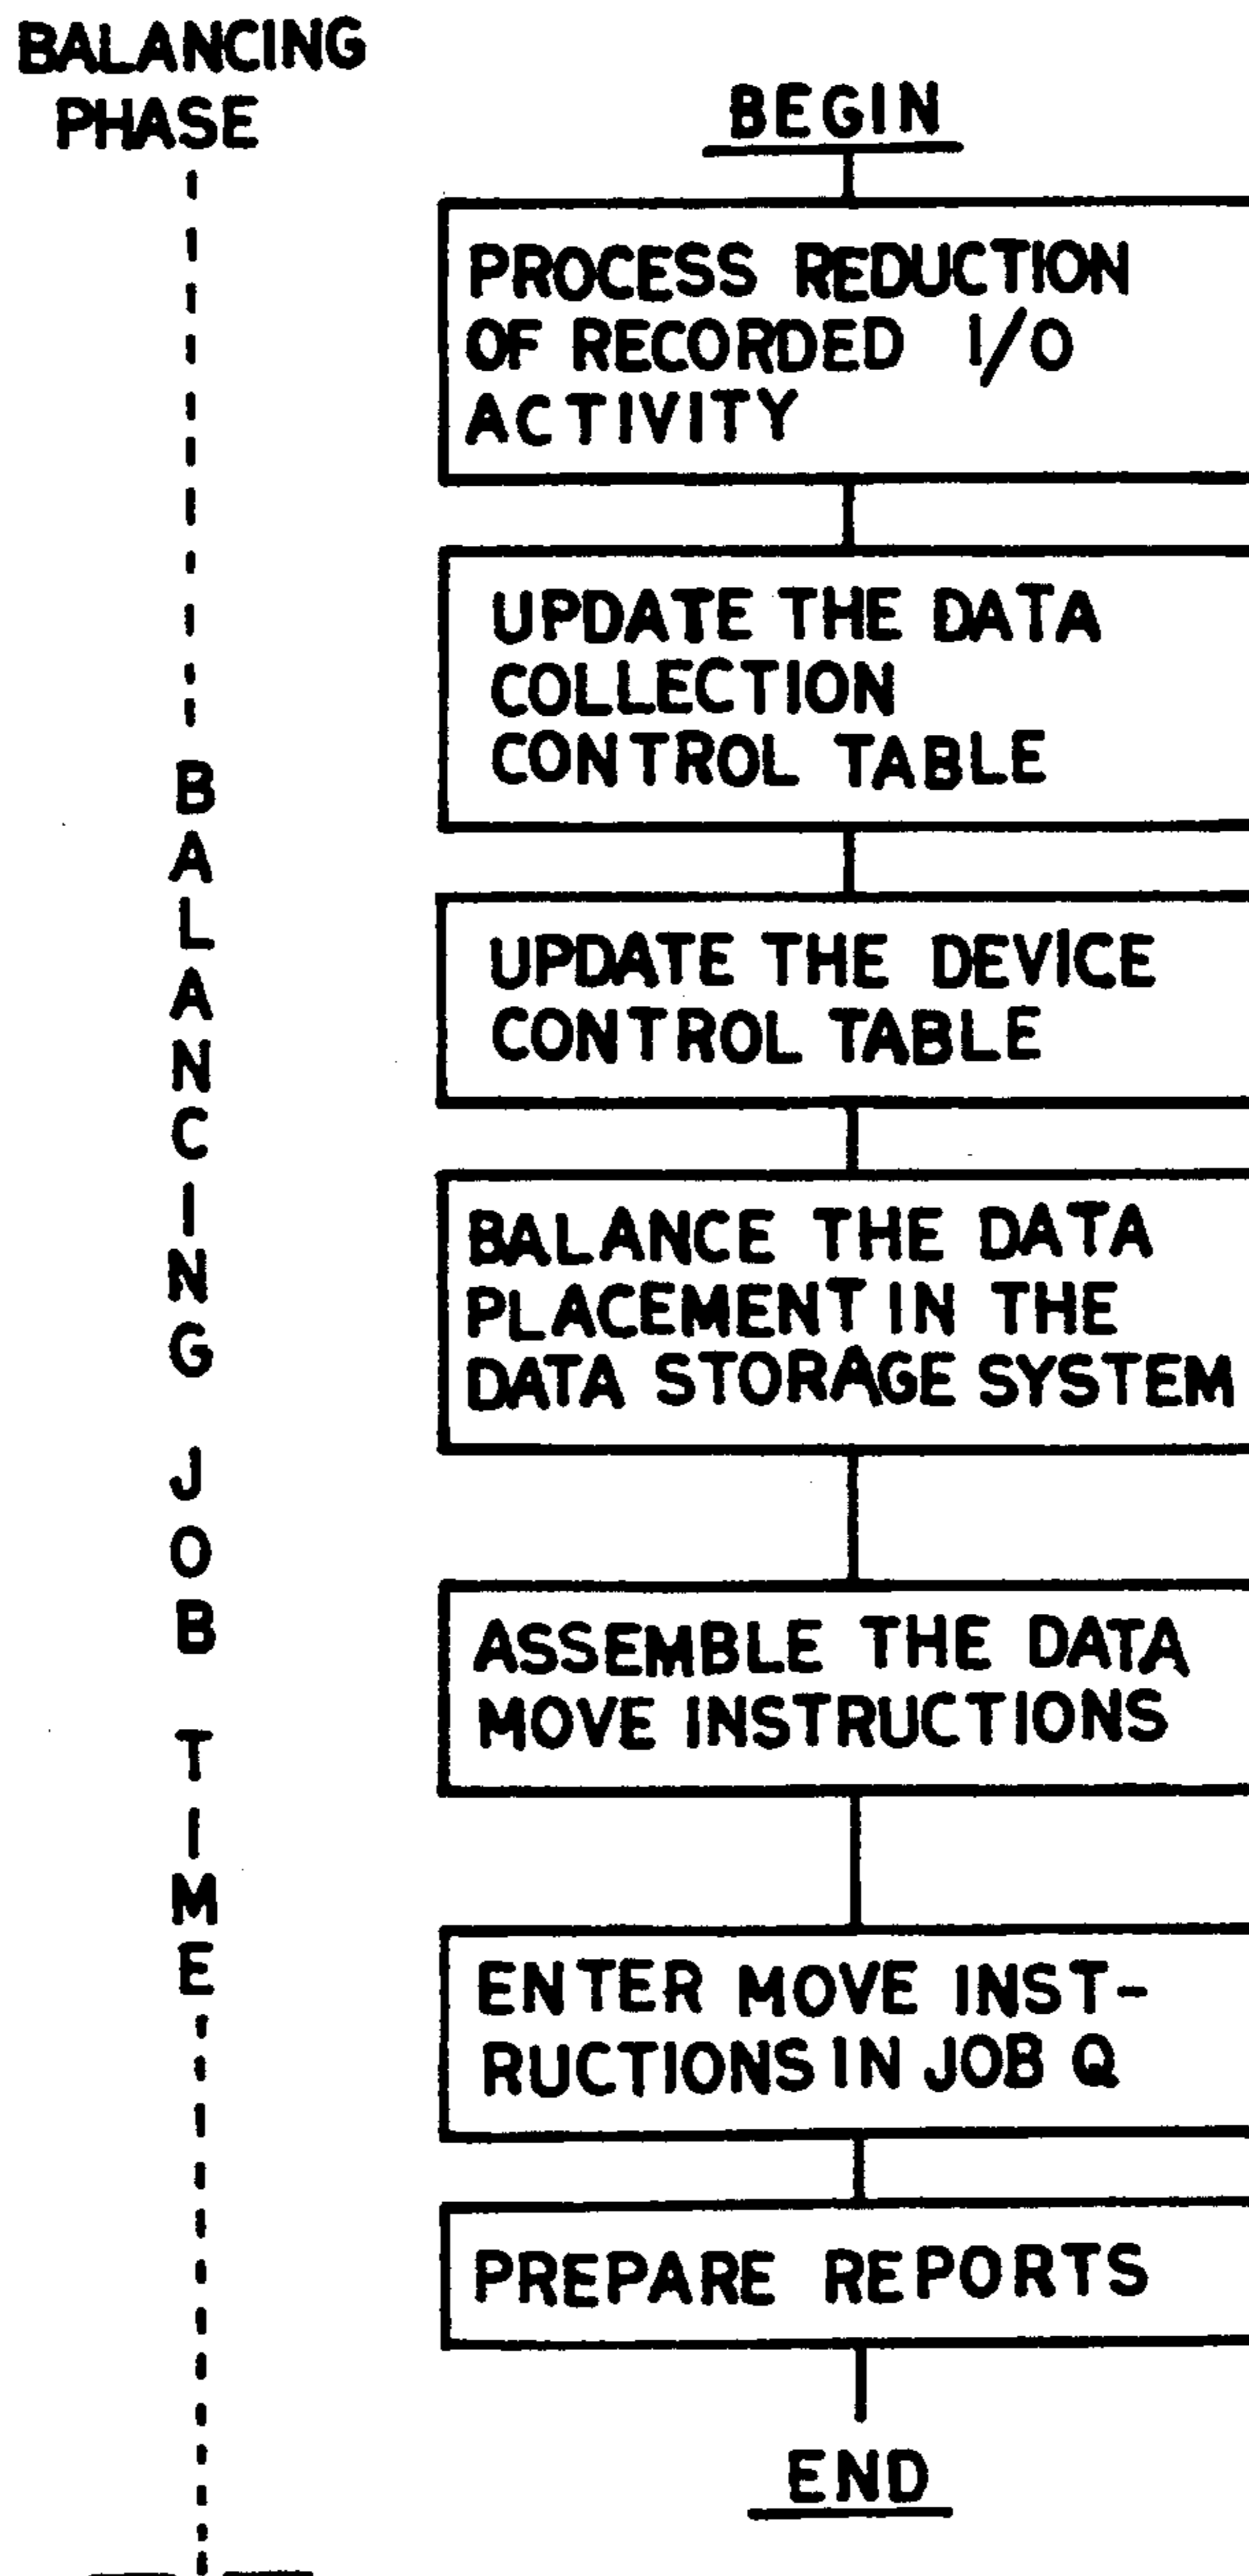 BALANCING
PHASE
BALANCING JOB TIME
BEGIN
PROCESS REDUCTION
OF RECORDED I/O
ACTIVITY
UPDATE THE DATA
COLLECTION
CONTROL TABLE
UPDATE THE DEVICE
CONTROL TABLE
BALANCE THE DATA
PLACEMENT IN THE
DATA STORAGE SYSTEM
ASSEMBLE THE DATA
MOVE INSTRUCTIONS
ENTER MOVE INST-
RUCTIONS IN JOB Q
PREPARE REPORTS
END